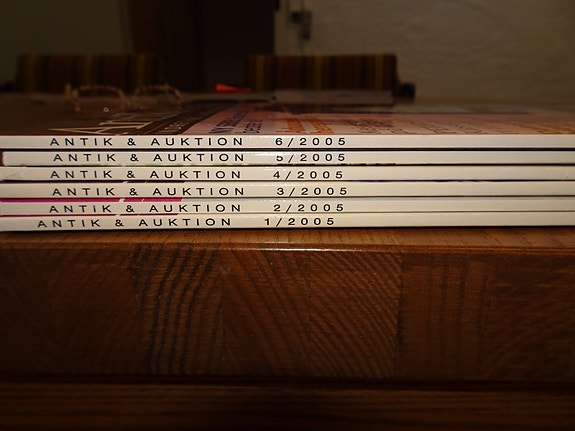 ANTIK & AUKTION 6/2005
ANTIK & AUKTION 5/2005
ANTIK & AUKTION 4/2005
ANTIK & AUKTION 3/2005
ANTIK & AUKTION 2/2005
ANTIK & AUKTION 1/2005